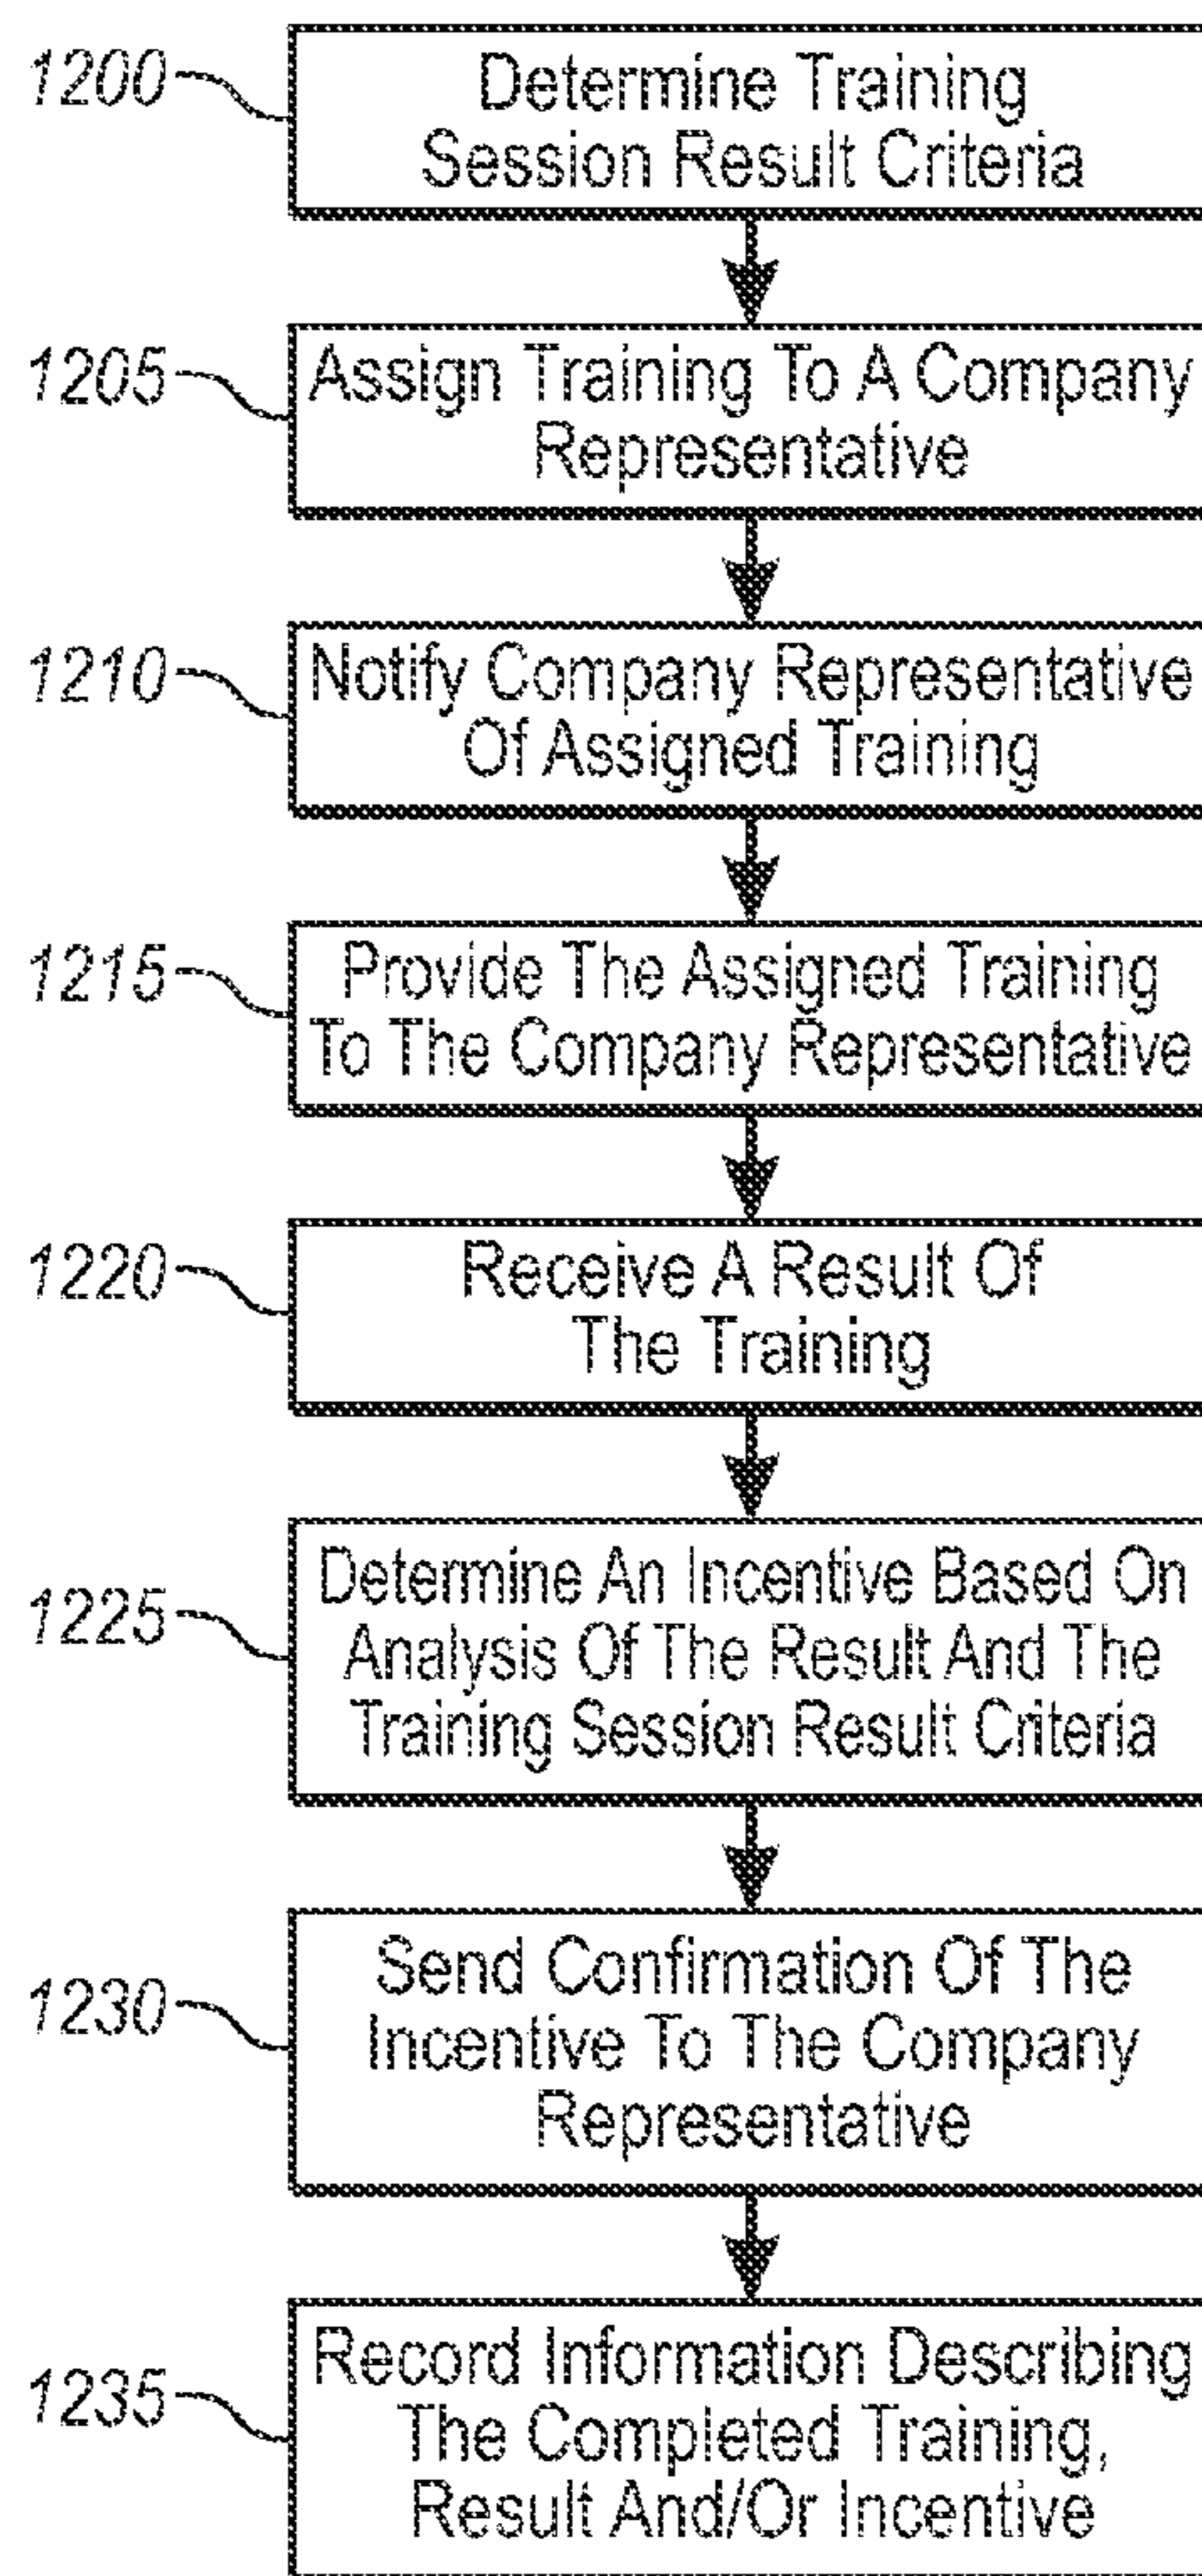 1200
Determine Training
Session Result Criteria
1205
Assign Training To A Company
Representative
1210
Notify Company Representative
Of Assigned Training
1215
Provide The Assigned Training
To The Company Representative
1220
Receive A Result Of
The Training
1225
Determine An Incentive Based On
Analysis Of The Result And The
Training Session Result Criteria
1230
Send Confirmation Of The
Incentive To The Company
Representative
1235
Record Information Describing
The Completed Training,
Result And/Or Incentive